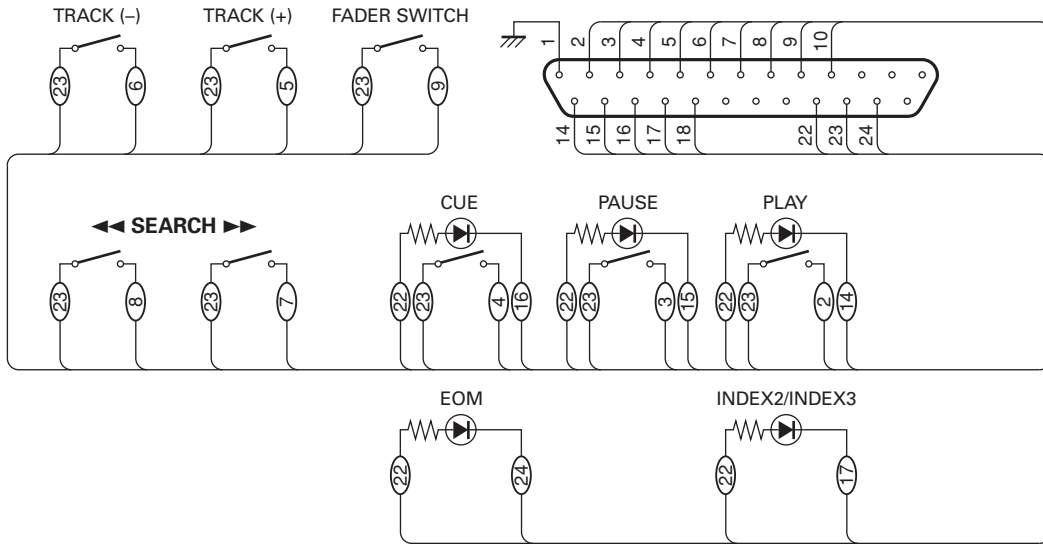 TRACK (–) TRACK (+) FADER SWITCH
1 2 3 4 5 6 7 8 9 10
23 6 23 5 23 9
14 15 16 17 18 22 23 24
◄◄ SEARCH ►►
CUE PAUSE PLAY
23 8 23 7 22 23 4 16 22 23 3 15 22 23 2 14
EOM INDEX2/INDEX3
22 24 22 17